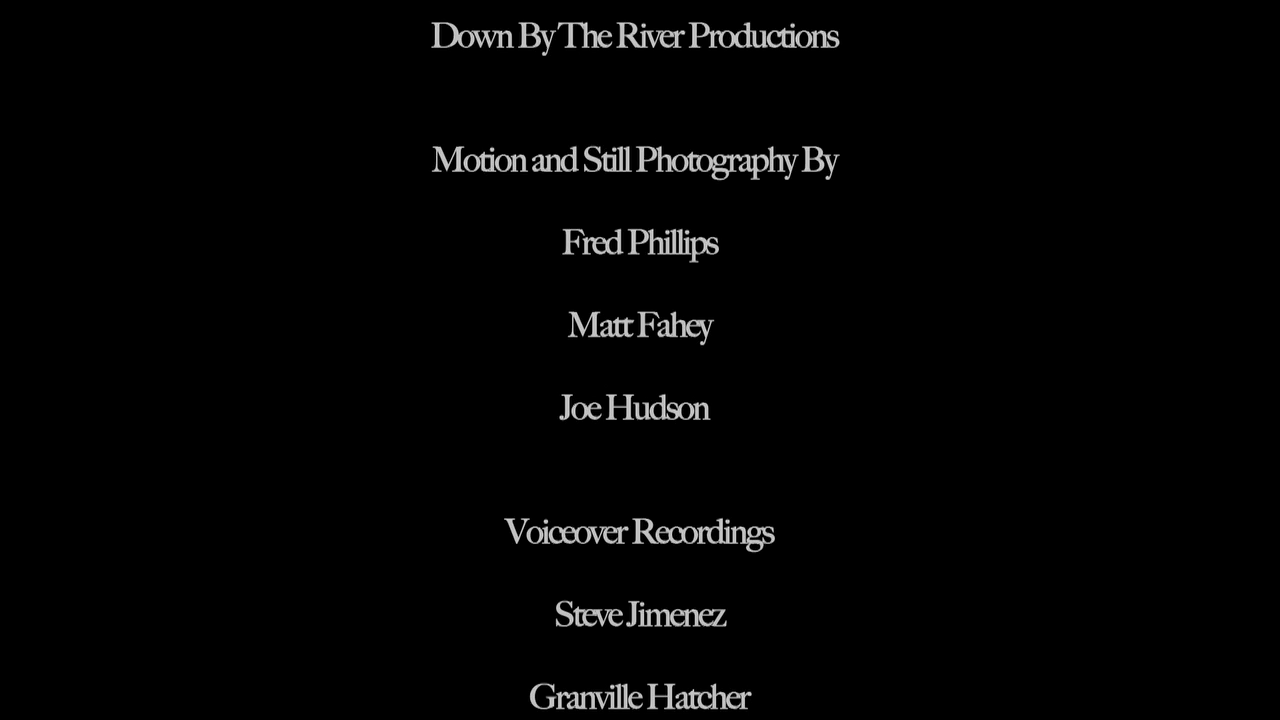 Down By The River Productions
Motion and Still Photography By
Fred Phillips
Matt Fahey
Joe Hudson
Voiceover Recordings
Steve Jimenez
Granville Hatcher